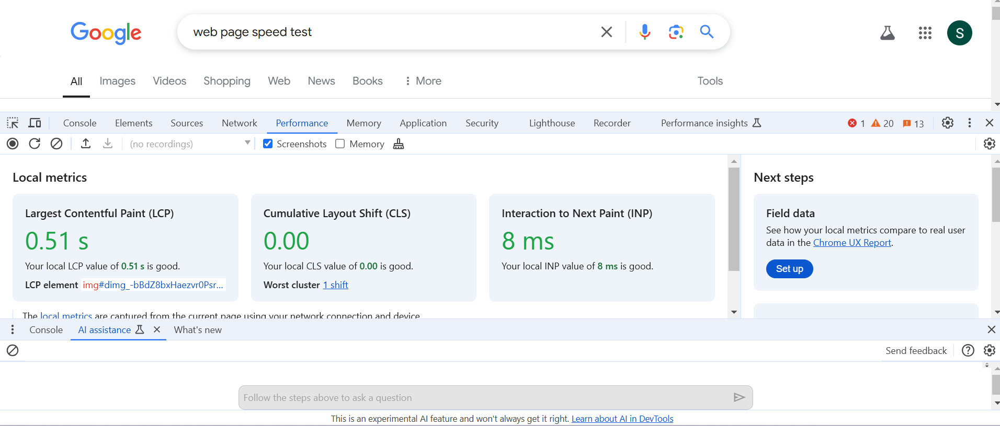 Google
web page speed test
S
All Images Videos Shopping Web News Books More Tools
Console Elements Sources Network Performance Memory Application Security Lighthouse Recorder Performance insights 1 20 13
(no recordings) Screenshots Memory
Local metrics
Largest Contentful Paint (LCP)
0.51 s
Your local LCP value of 0.51 s is good.
LCP element img#dimg_-bBdZ8bxHaezvr0Psr...
Cumulative Layout Shift (CLS)
0.00
Your local CLS value of 0.00 is good.
Worst cluster 1 shift
Interaction to Next Paint (INP)
8 ms
Your local INP value of 8 ms is good.
The local metrics are captured from the current page using your network connection and device
Next steps
Field data
See how your local metrics compare to real user
data in the Chrome UX Report.
Set up
Console AI assistance What's new
Send feedback
Follow the steps above to ask a question
This is an experimental AI feature and won't always get it right. Learn about AI in DevTools